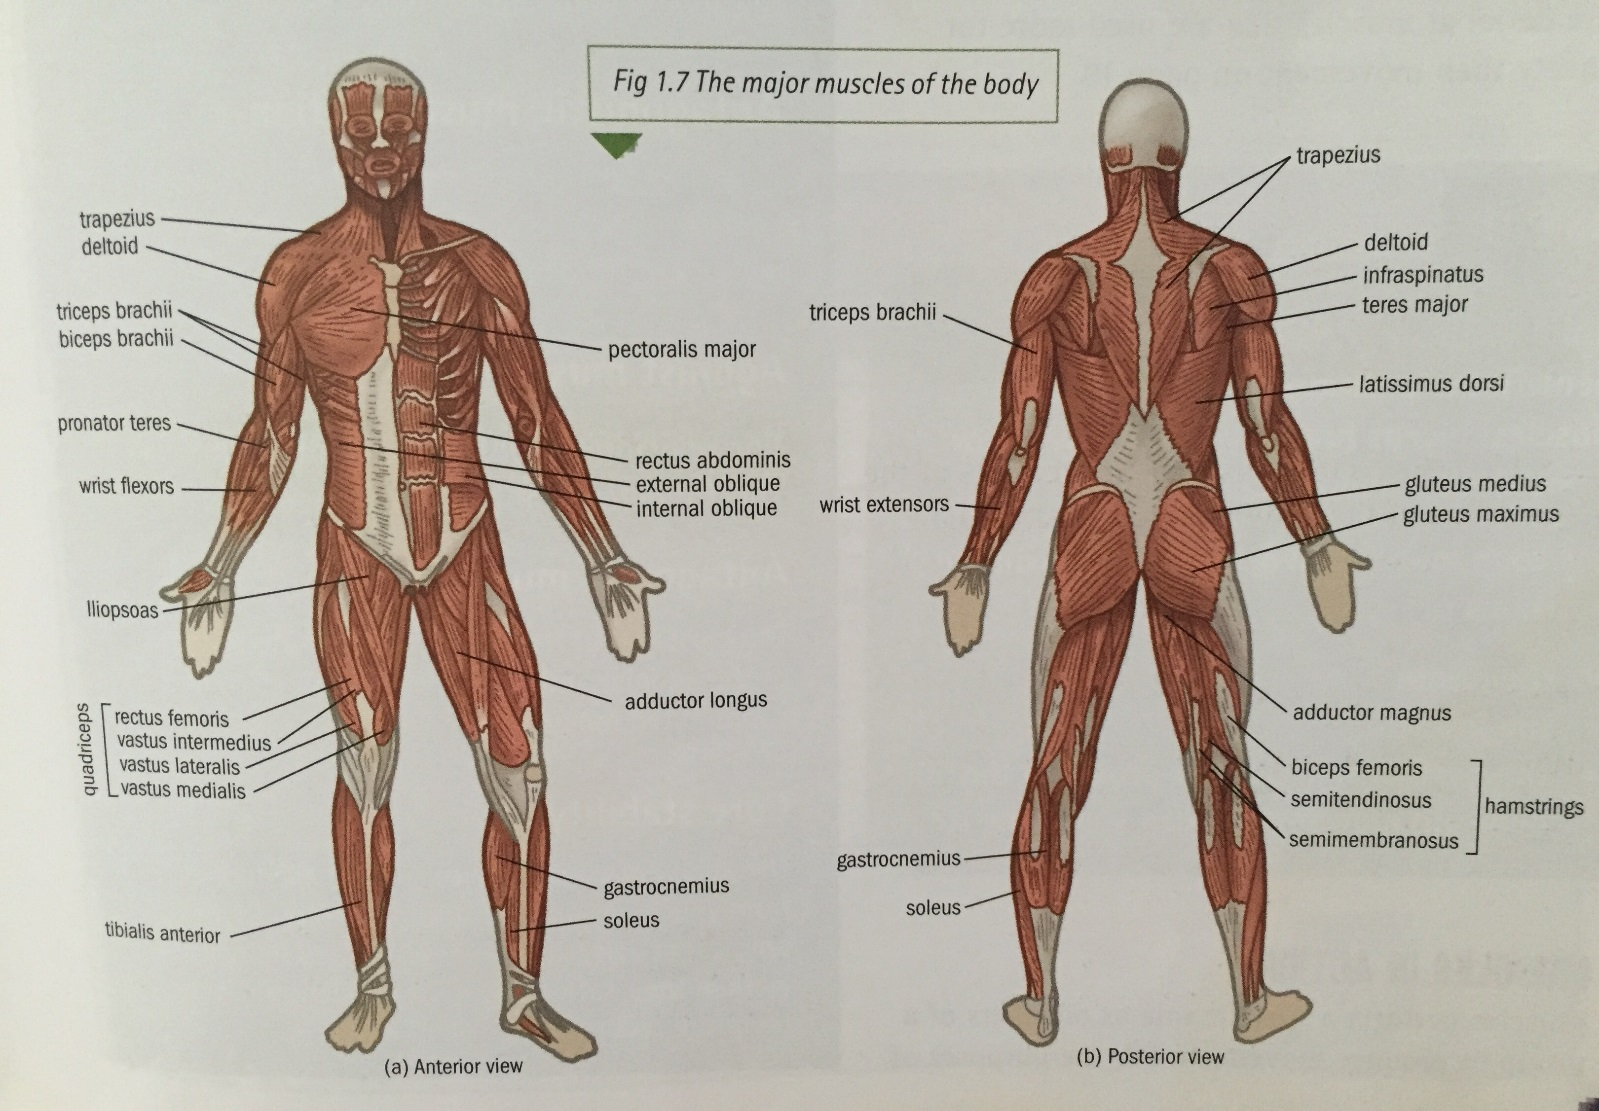 Fig 1.7 The major muscles of the body
trapezius
deltoid
triceps brachii
biceps brachii
pronator teres
wrist flexors
Iliopsoas
quadriceps
rectus femoris
vastus intermedius
vastus lateralis
vastus medialis
tibialis anterior
pectoralis major
rectus abdominis
external oblique
internal oblique
adductor longus
gastrocnemius
soleus
(a) Anterior view
triceps brachii
wrist extensors
gastrocnemius
soleus
trapezius
deltoid
infraspinatus
teres major
latissimus dorsi
gluteus medius
gluteus maximus
adductor magnus
biceps femoris
semitendinosus
semimembranosus
hamstrings
(b) Posterior view